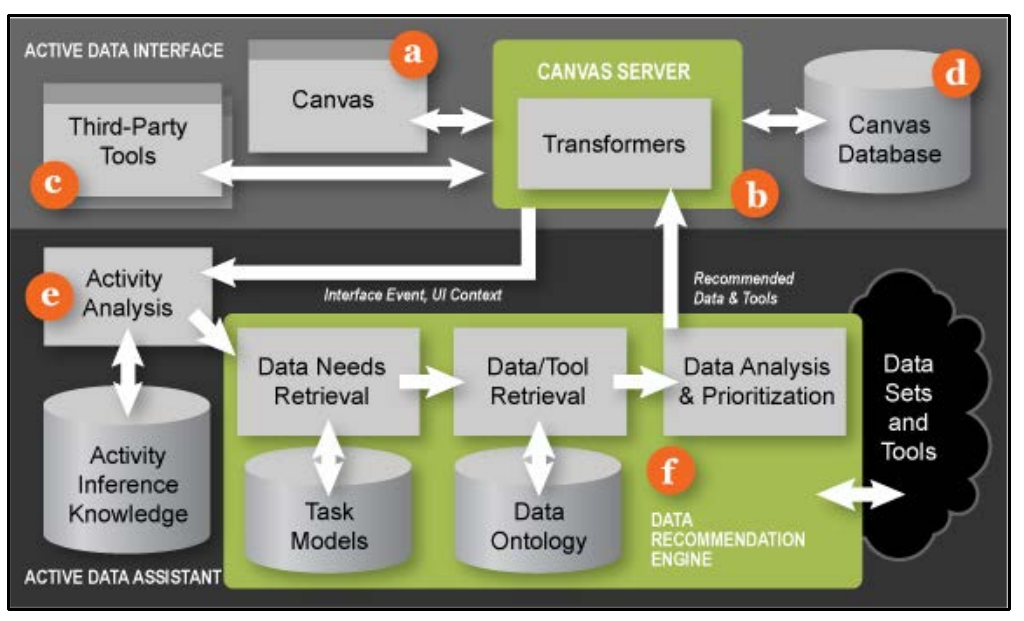 ACTIVE DATA INTERFACE
a
Canvas
CANVAS SERVER
Transformers
b
d
Canvas
Database
Third-Party
Tools
c
Interface Event, UI Context
Recommended
Data & Tools
e
Activity
Analysis
Data Needs
Retrieval
Data/Tool
Retrieval
Data Analysis
& Prioritization
Data
Sets
and
Tools
Activity
Inference
Knowledge
Task
Models
Data
Ontology
f
DATA
RECOMMENDATION
ENGINE
ACTIVE DATA ASSISTANT